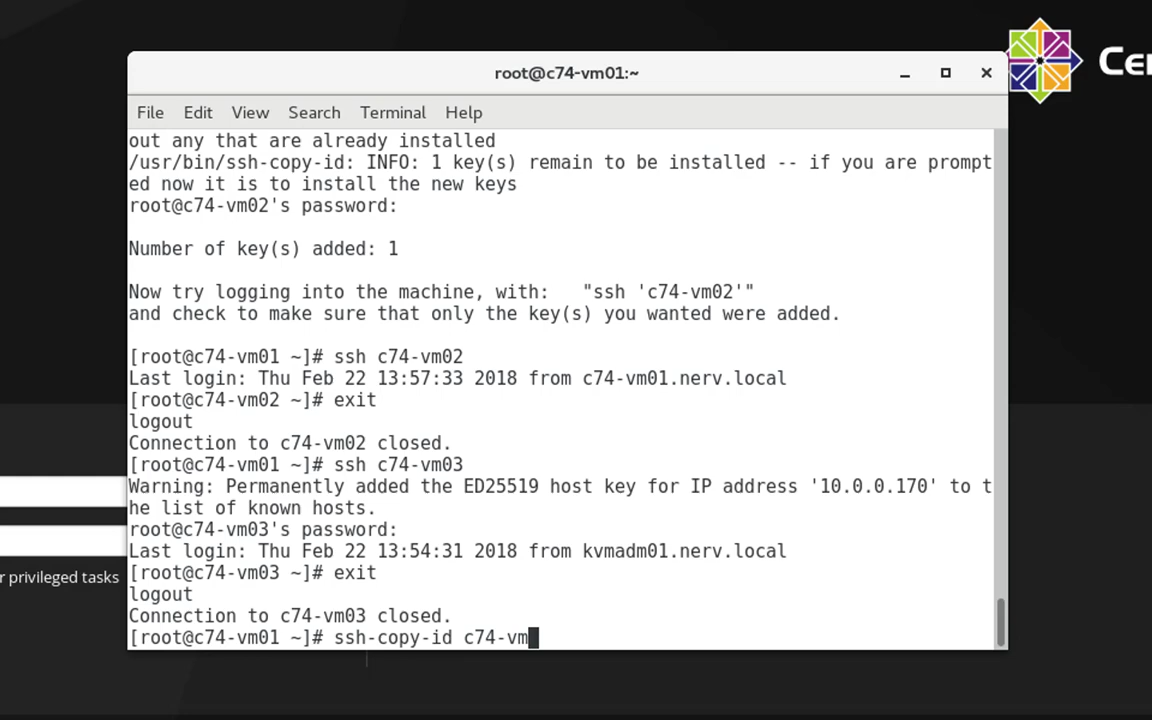 root@c74-vm01:~
File Edit View Search Terminal Help
out any that are already installed
/usr/bin/ssh-copy-id: INFO: 1 key(s) remain to be installed -- if you are prompt
ed now it is to install the new keys
root@c74-vm02's password:
Number of key(s) added: 1
Now try logging into the machine, with:   "ssh 'c74-vm02'"
and check to make sure that only the key(s) you wanted were added.
[root@c74-vm01 ~]# ssh c74-vm02
Last login: Thu Feb 22 13:57:33 2018 from c74-vm01.nerv.local
[root@c74-vm02 ~]# exit
logout
Connection to c74-vm02 closed.
[root@c74-vm01 ~]# ssh c74-vm03
Warning: Permanently added the ED25519 host key for IP address '10.0.0.170' to t
he list of known hosts.
root@c74-vm03's password:
Last login: Thu Feb 22 13:54:31 2018 from kvmadm01.nerv.local
[root@c74-vm03 ~]# exit
logout
Connection to c74-vm03 closed.
[root@c74-vm01 ~]# ssh-copy-id c74-vm
Ce
r privileged tasks